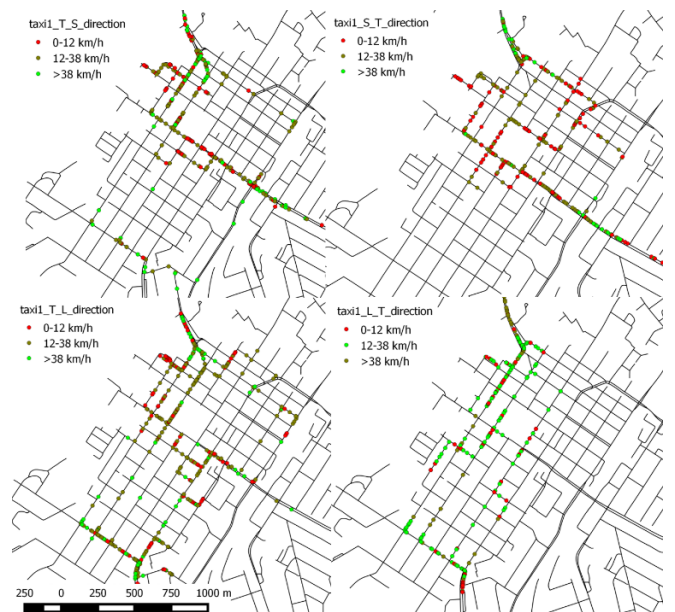 taxi1_T_S_direction
0-12 km/h
12-38 km/h
>38 km/h
taxi1_S_T_direction
0-12 km/h
12-38 km/h
>38 km/h
taxi1_T_L_direction
0-12 km/h
12-38 km/h
>38 km/h
taxi1_L_T_direction
0-12 km/h
12-38 km/h
>38 km/h
250 0 250 500 750 1000 m